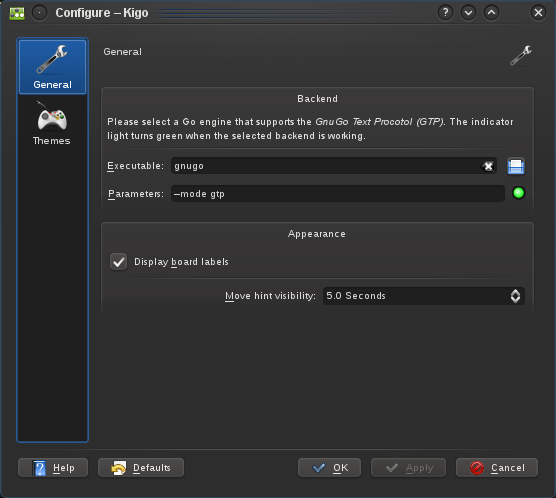 Configure – Kigo
General
General
Themes
Backend
Please select a Go engine that supports the GnuGo Text Procotol (GTP). The indicator
light turns green when the selected backend is working.
Executable: gnugo
Parameters: --mode gtp
Appearance
Display board labels
Move hint visibility: 5.0 Seconds
Help Defaults OK Apply Cancel